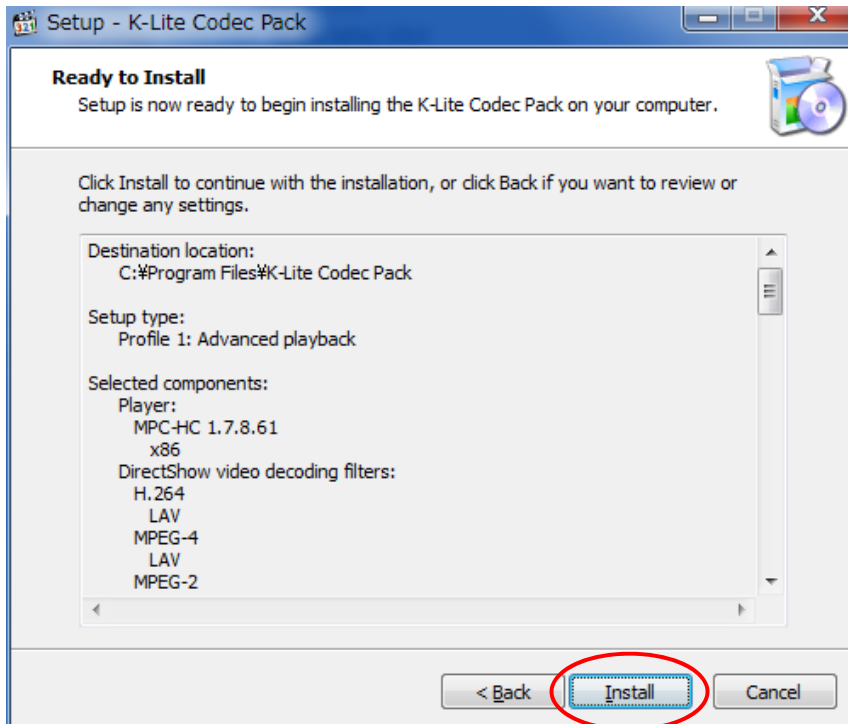 Setup - K-Lite Codec Pack
Ready to Install
Setup is now ready to begin installing the K-Lite Codec Pack on your computer.
Click Install to continue with the installation, or click Back if you want to review or
change any settings.
Destination location:
C:¥Program Files¥K-Lite Codec Pack
Setup type:
Profile 1: Advanced playback
Selected components:
Player:
MPC-HC 1.7.8.61
x86
DirectShow video decoding filters:
H.264
LAV
MPEG-4
LAV
MPEG-2
< Back
Install
Cancel